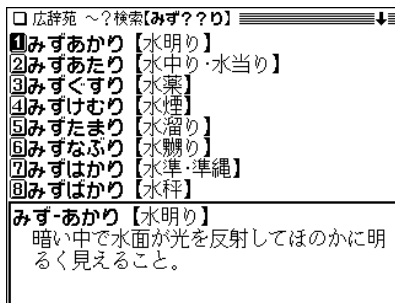 広辞苑 ～?検索【みず??り】
1みずあかり【水明り】
2みずあたり【水中り·水当り】
3みずぐすり【水薬】
4みずけむり【水煙】
5みずたまり【水溜り】
6みずなぶり【水嬲り】
7みずはかり【水準·準縄】
8みずばかり【水秤】
みず-あかり【水明り】
暗い中で水面が光を反射してほのかに明
るく見えること。